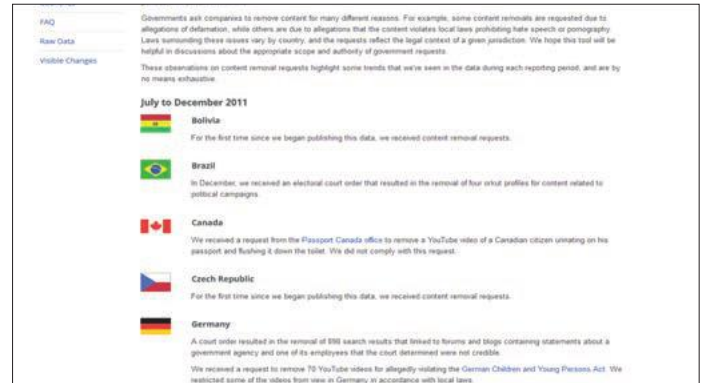 FAQ
Raw Data
Visible Changes
Governments ask companies to remove content for many different reasons. For example, some content removals are requested due to
allegations of defamation, while others are due to allegations that the content violates local laws prohibiting hate speech or pornography.
Laws surrounding these issues vary by country, and the requests reflect the legal context of a given jurisdiction. We hope this tool will be
helpful in discussions about the appropriate scope and authority of government requests.
These observations on content removal requests highlight some trends that we've seen in the data during each reporting period, and are by
no means exhaustive.
July to December 2011
Bolivia
For the first time since we began publishing this data, we received content removal requests.
Brazil
In December, we received an electoral court order that resulted in the removal of four orkut profiles for content related to
political campaigns.
Canada
We received a request from the Passport Canada office to remove a YouTube video of a Canadian citizen urinating on his
passport and flushing it down the toilet. We did not comply with this request.
Czech Republic
For the first time since we began publishing this data, we received content removal requests.
Germany
A court order resulted in the removal of 898 search results that linked to forums and blogs containing statements about a
government agency and one of its employees that the court determined were not credible.
We received a request to remove 70 YouTube videos for allegedly violating the German Children and Young Persons Act. We
restricted some of the videos from view in Germany in accordance with local laws.